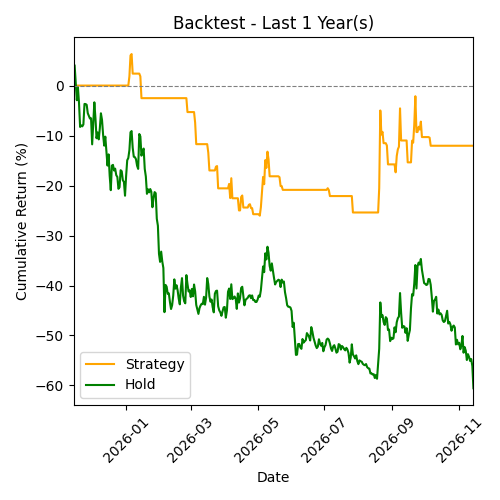 Backtest - Last 1 Year(s)
Cumulative Return (%)
0
−10
−20
−30
−40
−50
−60
Strategy
Hold
2026-01
2026-03
2026-05
2026-07
2026-09
2026-11
Date